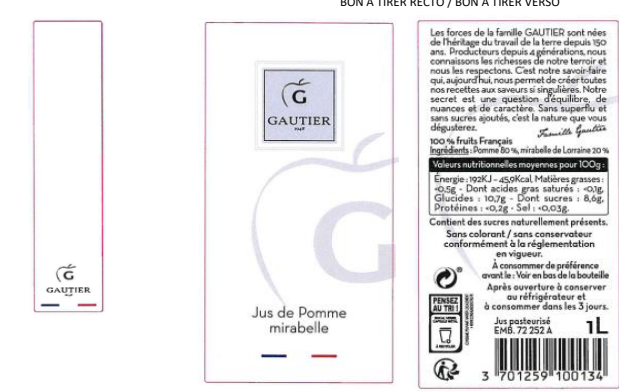 BON A TIRER RECTO / BON A TIRER VERSO
G
GAUTIER
G
GAUTIER
Jus de Pomme
mirabelle
Les forces de la famille GAUTIER sont nées
de l'héritage du travail de la terre depuis 150
ans. Producteurs depuis 4 générations, nous
connaissons les richesses de notre terroir et
nous les respectons. C'est notre savoir-faire
qui, aujourd'hui, nous permet de créer toutes
nos recettes aux saveurs si singulières. Notre
secret est une question d'équilibre, de
nuances et de caractère. Sans superflu et
sans sucres ajoutés, c'est la nature que vous
dégusterez.
Famille Gautier
100 % fruits Français
Ingrédients : Pomme 80 %, mirabelle de Lorraine 20 %
Valeurs nutritionnelles moyennes pour 100g :
Énergie : 192KJ - 45,9Kcal, Matières grasses :
<0,5g - Dont acides gras saturés : <0,1g,
Glucides : 10,7g - Dont sucres : 8,6g,
Protéines : <0,2g - Sel : <0,03g.
Contient des sucres naturellement présents.
Sans colorant / sans conservateur
conformément à la réglementation
en vigueur.
À consommer de préférence
avant le : Voir en bas de la bouteille
Après ouverture à conserver
au réfrigérateur et
à consommer dans les 3 jours.
PENSEZ
AU TRI !
À RECYCLER
Jus pasteurisé
EMB. 72 252 A
1L
3 701259 100134